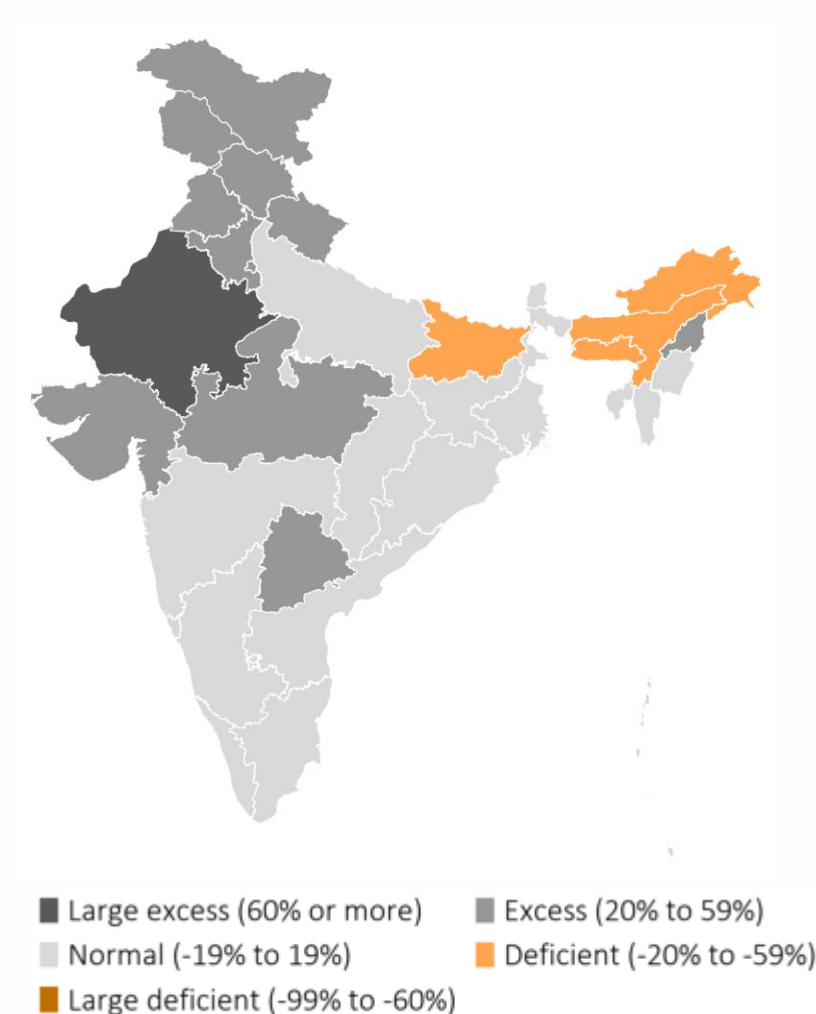 Large excess (60% or more) Excess (20% to 59%)
Normal (-19% to 19%) Deficient (-20% to -59%)
Large deficient (-99% to -60%)